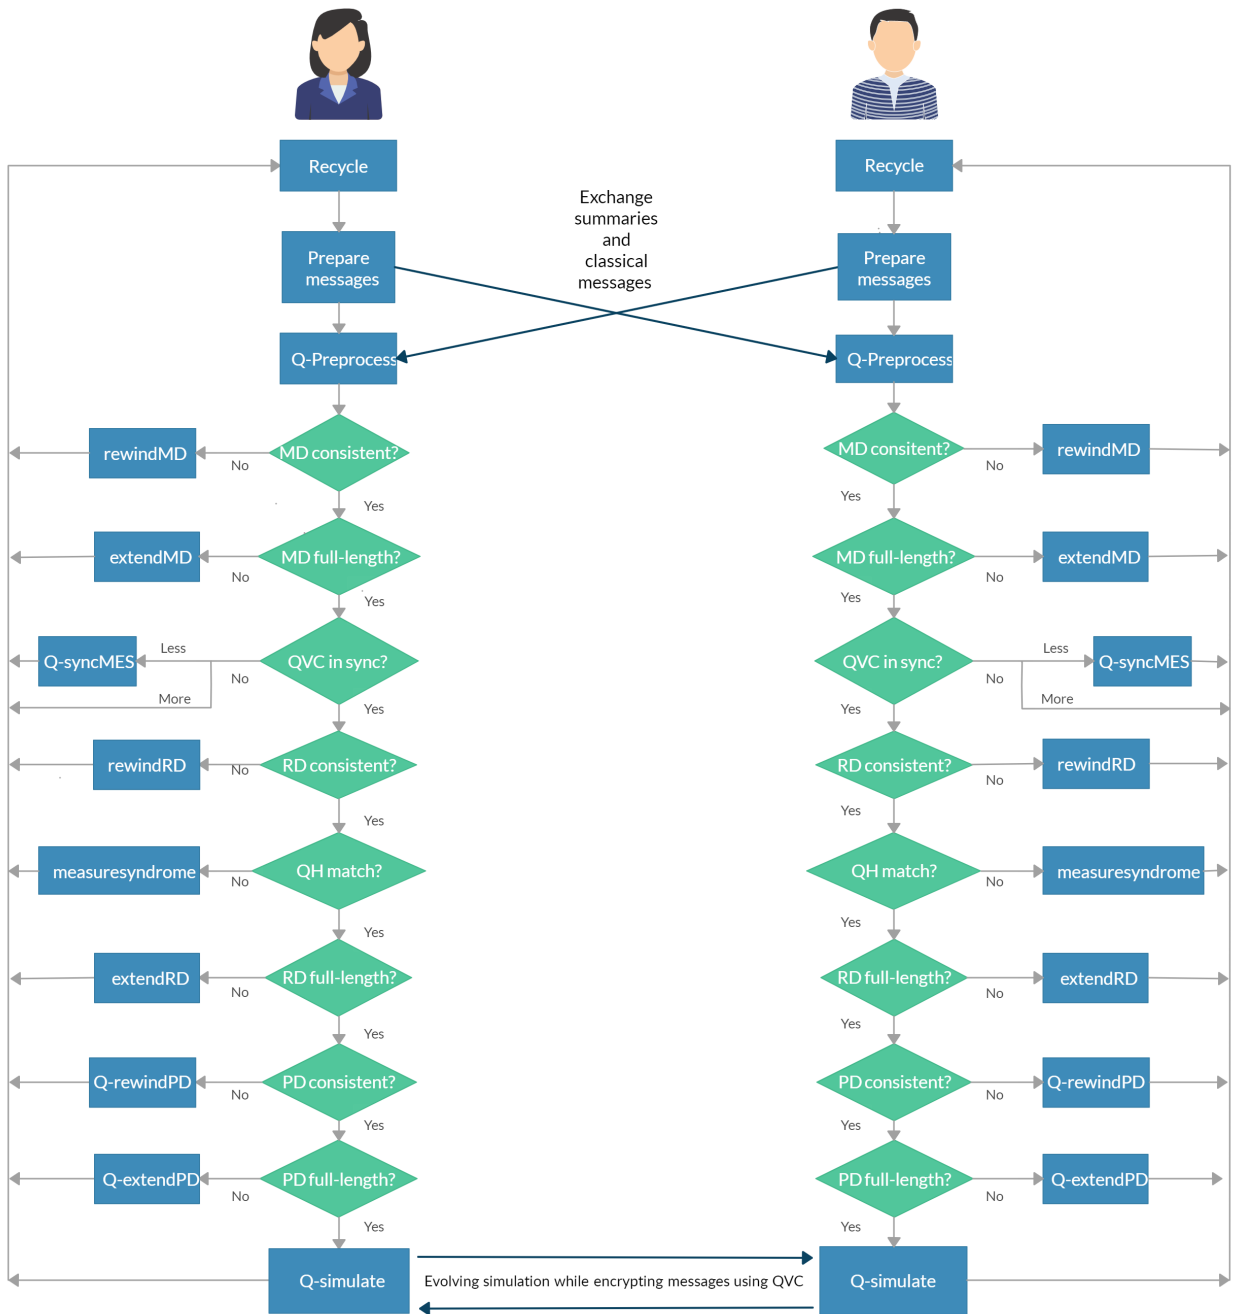 Recycle
Recycle
Exchange
summaries
and
classical
messages
Prepare
messages
Prepare
messages
Q-Preprocess
Q-Preprocess
MD consistent?
No
rewindMD
Yes
MD consitent?
No
rewindMD
Yes
MD full-length?
No
extendMD
Yes
MD full-length?
No
extendMD
Yes
QVC in sync?
Less
Q-syncMES
No
More
Yes
QVC in sync?
Less
Q-syncMES
No
More
Yes
RD consistent?
No
rewindRD
Yes
RD consistent?
No
rewindRD
Yes
QH match?
No
measuresyndrome
Yes
QH match?
No
measuresyndrome
Yes
RD full-length?
No
extendRD
Yes
RD full-length?
No
extendRD
Yes
PD consistent?
No
Q-rewindPD
Yes
PD consistent?
No
Q-rewindPD
Yes
PD full-length?
No
Q-extendPD
Yes
PD full-length?
No
Q-extendPD
Yes
Q-simulate
Evolving simulation while encrypting messages using QVC
Q-simulate